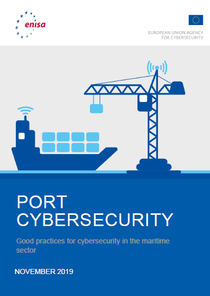 enisa
EUROPEAN UNION AGENCY
FOR CYBERSECURITY
PORT
CYBERSECURITY
Good practices for cybersecurity in the maritime
sector
NOVEMBER 2019